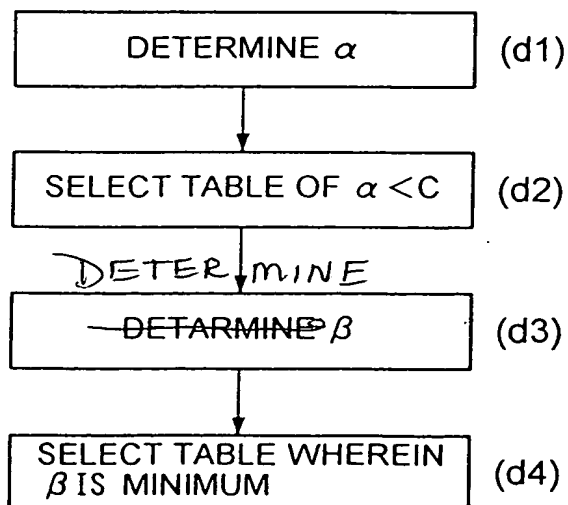 DETERMINE α (d1)
SELECT TABLE OF α<C (d2)
DETERMINE
DETARMINE β (d3)
SELECT TABLE WHEREIN
β IS MINIMUM (d4)